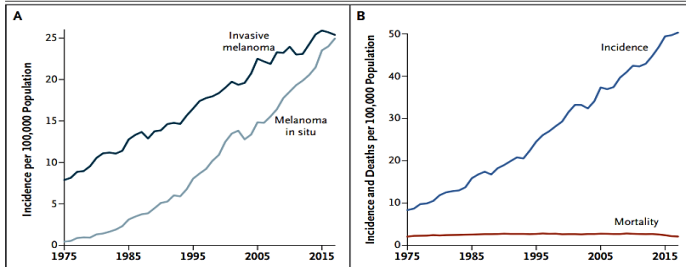 A
Incidence per 100,000 Population
25
20
15
10
5
0
1975
1985
1995
2005
2015
Invasive
melanoma
Melanoma
in situ
B
Incidence and Deaths per 100,000 Population
50
40
30
20
10
0
1975
1985
1995
2005
2015
Incidence
Mortality